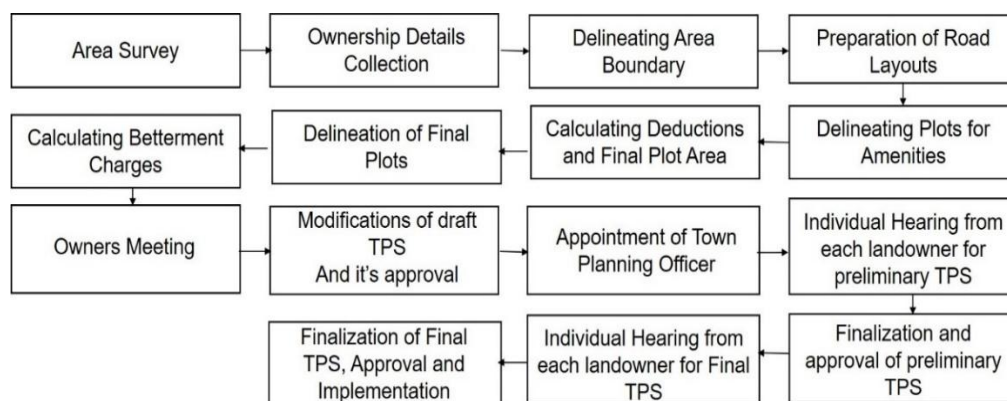 Area Survey
Ownership Details
Collection
Delineating Area
Boundary
Preparation of Road
Layouts
Delineating Plots for
Amenities
Calculating Deductions
and Final Plot Area
Delineation of Final
Plots
Calculating Betterment
Charges
Owners Meeting
Modifications of draft
TPS
And it's approval
Appointment of Town
Planning Officer
Individual Hearing from
each landowner for
preliminary TPS
Finalization and
approval of preliminary
TPS
Individual Hearing from
each landowner for Final
TPS
Finalization of Final
TPS, Approval and
Implementation